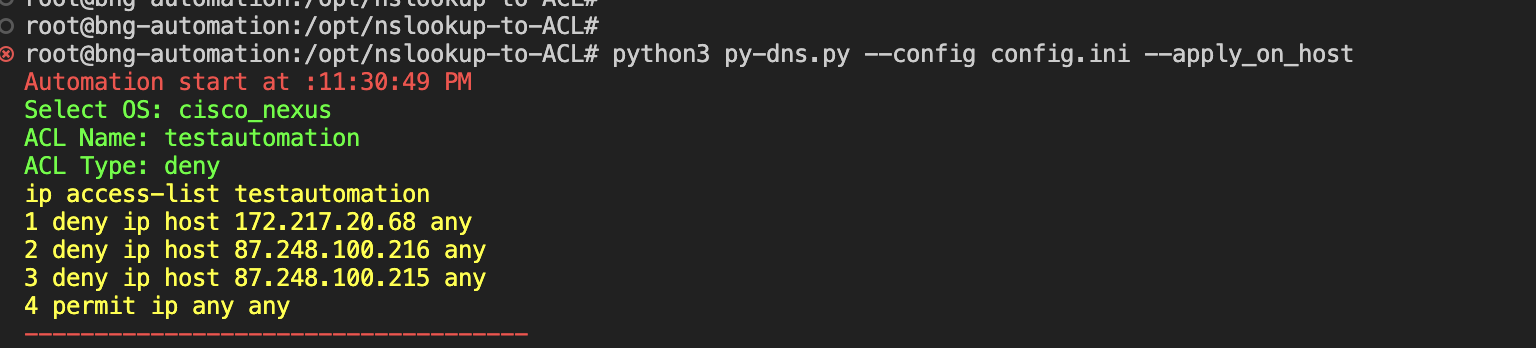 root@bng-automation:/opt/nslookup-to-ACL#
root@bng-automation:/opt/nslookup-to-ACL#
root@bng-automation:/opt/nslookup-to-ACL# python3 py-dns.py --config config.ini --apply_on_host
Automation start at :11:30:49 PM
Select OS: cisco_nexus
ACL Name: testautomation
ACL Type: deny
ip access-list testautomation
1 deny ip host 172.217.20.68 any
2 deny ip host 87.248.100.216 any
3 deny ip host 87.248.100.215 any
4 permit ip any any
------------------------------------